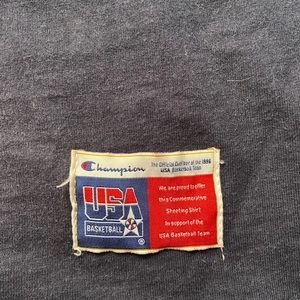 Champion
The Official Outfitter of the 1996
USA Basketball Team
USA
BASKETBALL
®
We are proud to offer
this Commemorative
Shooting Shirt
in support of the
USA Basketball Team